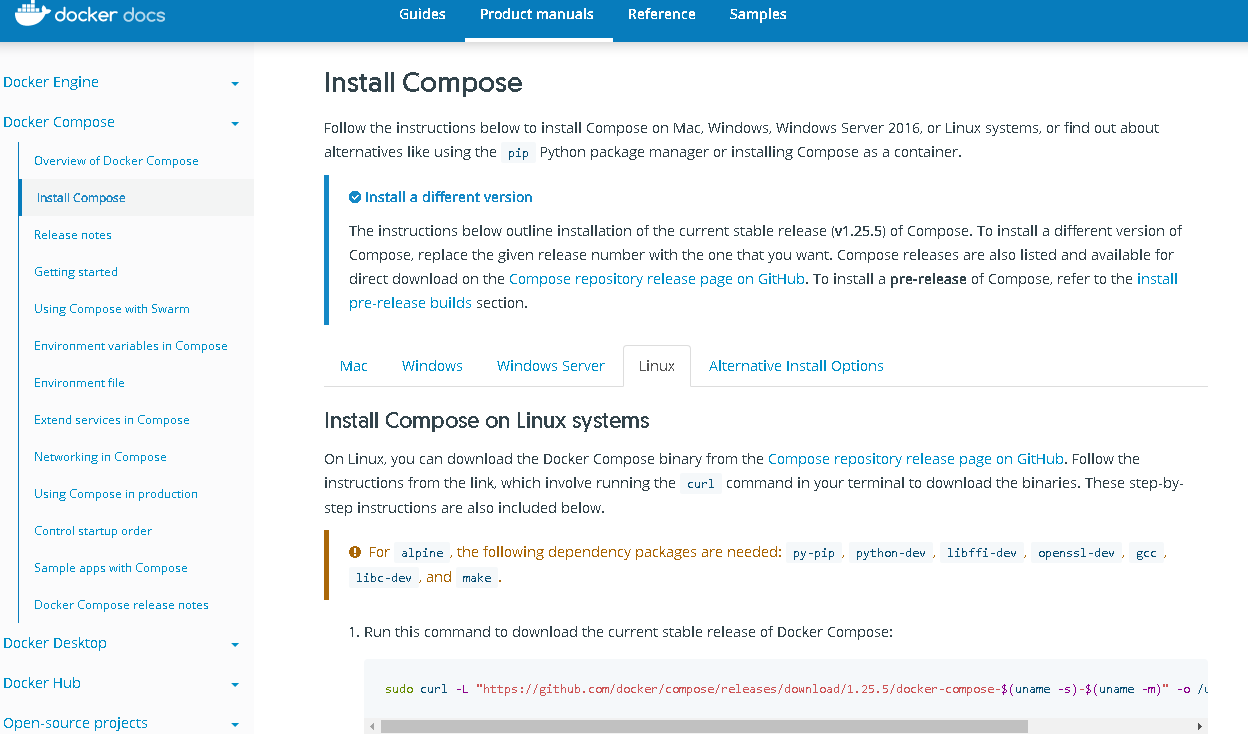 docker docs
Guides
Product manuals
Reference
Samples
Docker Engine
Docker Compose
Overview of Docker Compose
Install Compose
Release notes
Getting started
Using Compose with Swarm
Environment variables in Compose
Environment file
Extend services in Compose
Networking in Compose
Using Compose in production
Control startup order
Sample apps with Compose
Docker Compose release notes
Docker Desktop
Docker Hub
Open-source projects
Install Compose
Follow the instructions below to install Compose on Mac, Windows, Windows Server 2016, or Linux systems, or find out about
alternatives like using the pip Python package manager or installing Compose as a container.
Install a different version
The instructions below outline installation of the current stable release (v1.25.5) of Compose. To install a different version of
Compose, replace the given release number with the one that you want. Compose releases are also listed and available for
direct download on the Compose repository release page on GitHub. To install a pre-release of Compose, refer to the install
pre-release builds section.
Mac
Windows
Windows Server
Linux
Alternative Install Options
Install Compose on Linux systems
On Linux, you can download the Docker Compose binary from the Compose repository release page on GitHub. Follow the
instructions from the link, which involve running the curl command in your terminal to download the binaries. These step-by-
step instructions are also included below.
For alpine, the following dependency packages are needed: py-pip, python-dev, libffi-dev, openssl-dev, gcc,
libc-dev, and make.
1. Run this command to download the current stable release of Docker Compose:
sudo curl -L "https://github.com/docker/compose/releases/download/1.25.5/docker-compose-$(uname -s)-$(uname -m)" -o /u